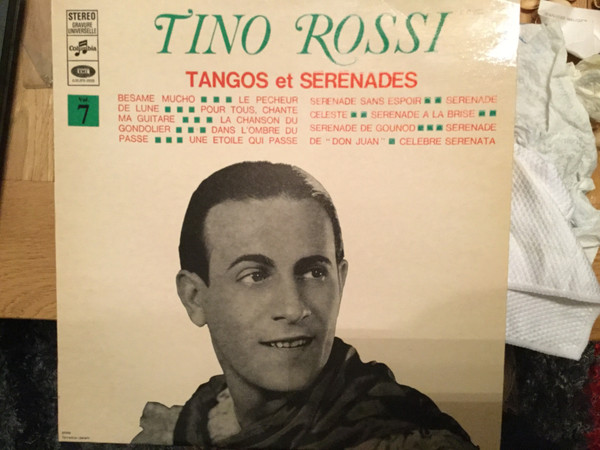 TINO ROSSI
STEREO
GRAVURE
UNIVERSELLE
Columbia
EMI
TANGOS et SERENADES
Vol.
7
BESAME MUCHO ■ ■ ■ LE PECHEUR
DE LUNE ■ ■ ■ POUR TOUS, CHANTE
MA GUITARE ■ ■ ■ LA CHANSON DU
GONDOLIER ■ ■ ■ DANS L'OMBRE DU
PASSE ■ ■ ■ UNE ETOILE QUI PASSE
SERENADE SANS ESPOIR ■ ■ SERENADE
CELESTE ■ ■ SERENADE A LA BRISE ■ ■
SERENADE DE GOUNOD ■ ■ ■ SERENADE
DE "DON JUAN" ■ CELEBRE SERENATA